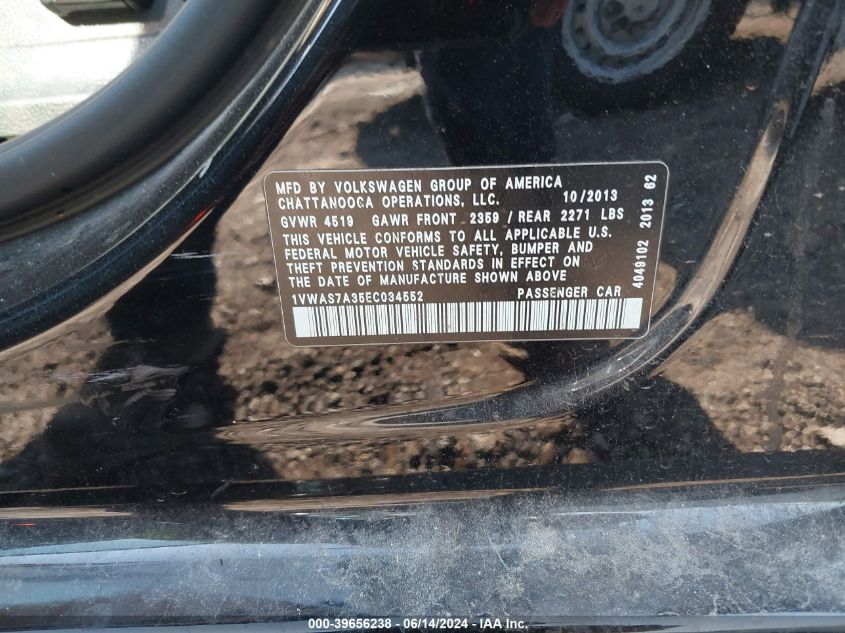 MFD BY VOLKSWAGEN GROUP OF AMERICA
CHATTANOOGA OPERATIONS, LLC. 10/2013
GVWR 4519 GAWR FRONT 2359 / REAR 2271 LBS
THIS VEHICLE CONFORMS TO ALL APPLICABLE U.S.
FEDERAL MOTOR VEHICLE SAFETY, BUMPER AND
THEFT PREVENTION STANDARDS IN EFFECT ON
THE DATE OF MANUFACTURE SHOWN ABOVE
1VWAS7A35EC034552 PASSENGER CAR
4049102 2013 62
000-39656238 - 06/14/2024 - IAA, Inc.